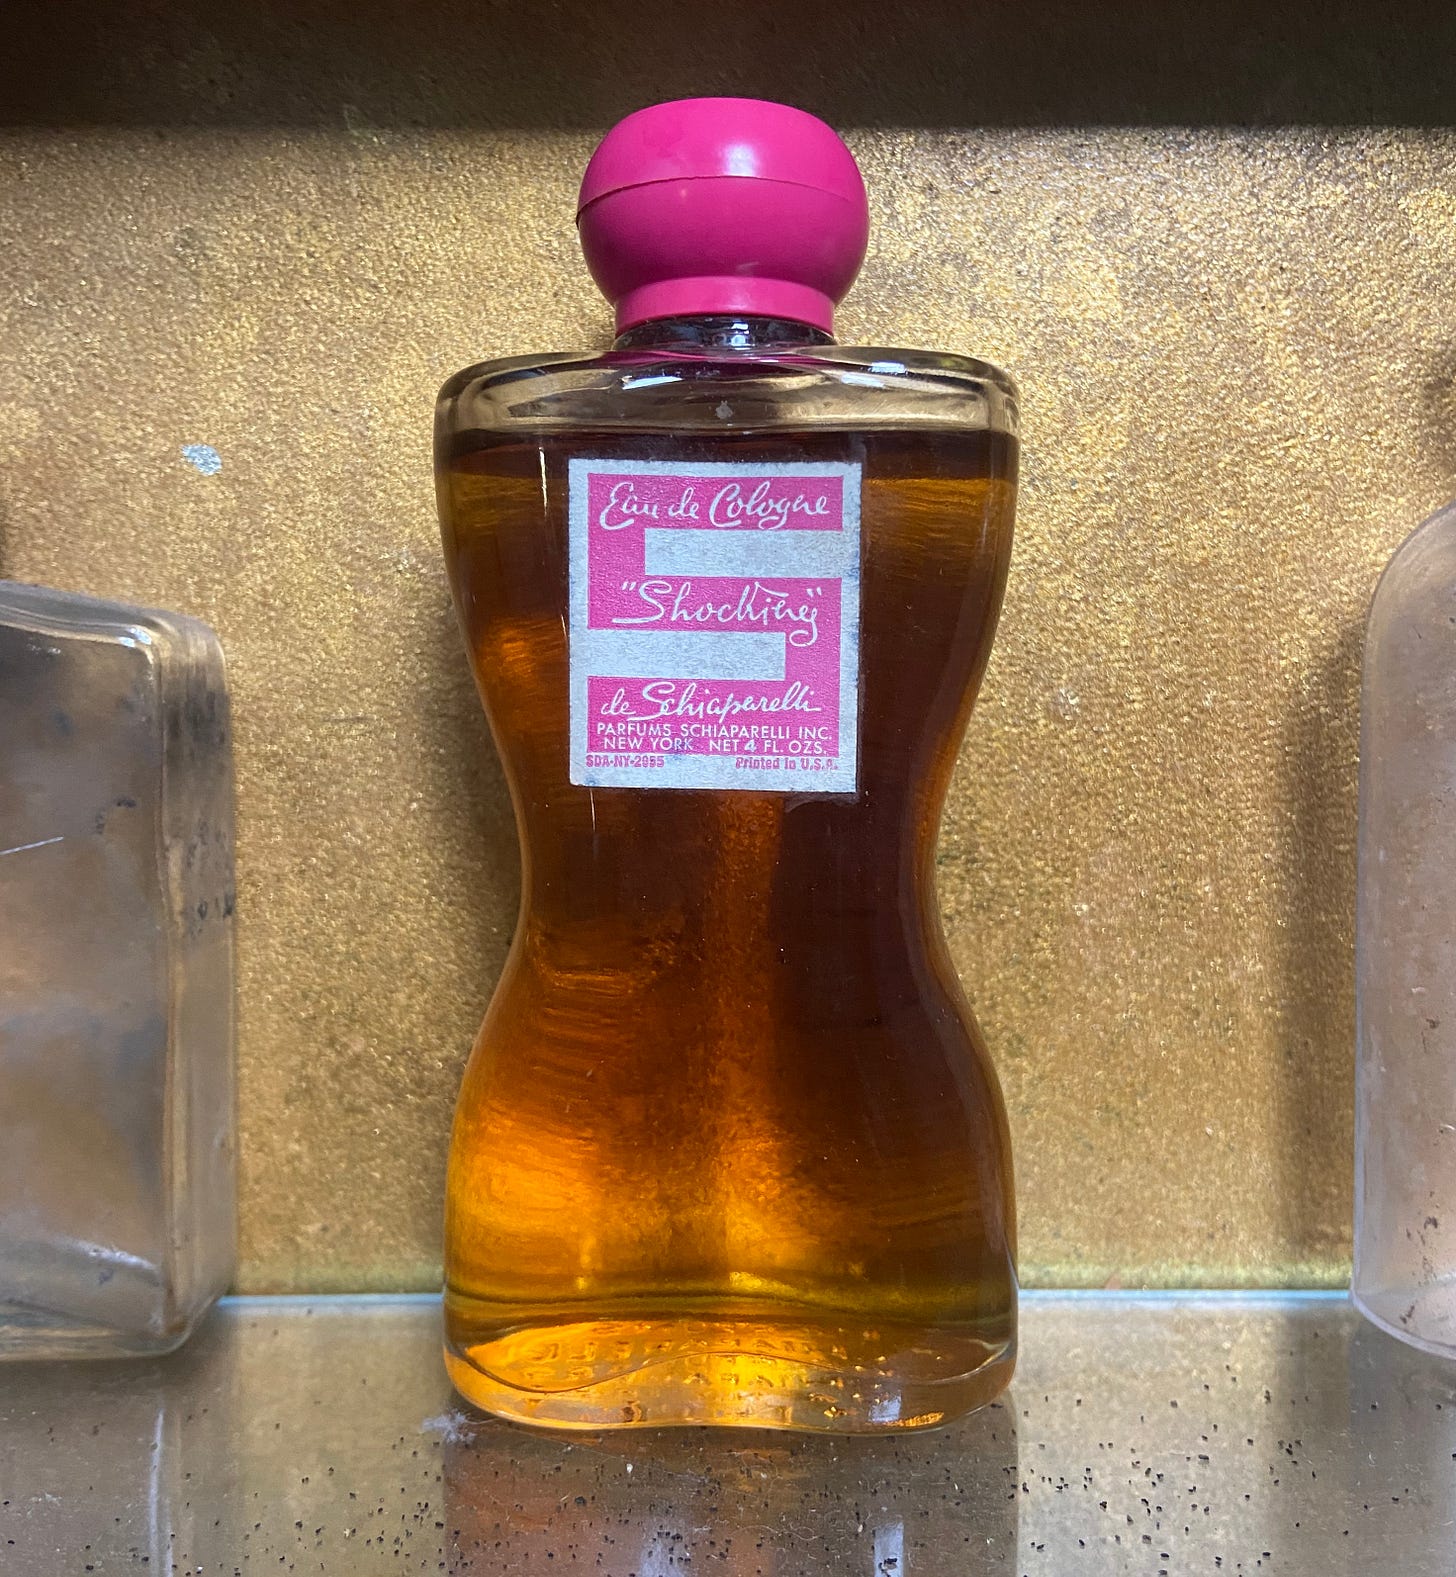 Eau de Cologne
"Shocking"
de Schiaparelli
PARFUMS SCHIAPARELLI INC.
NEW YORK NET 4 FL. OZS.
SDA-NY-2955 Printed in U.S.A.